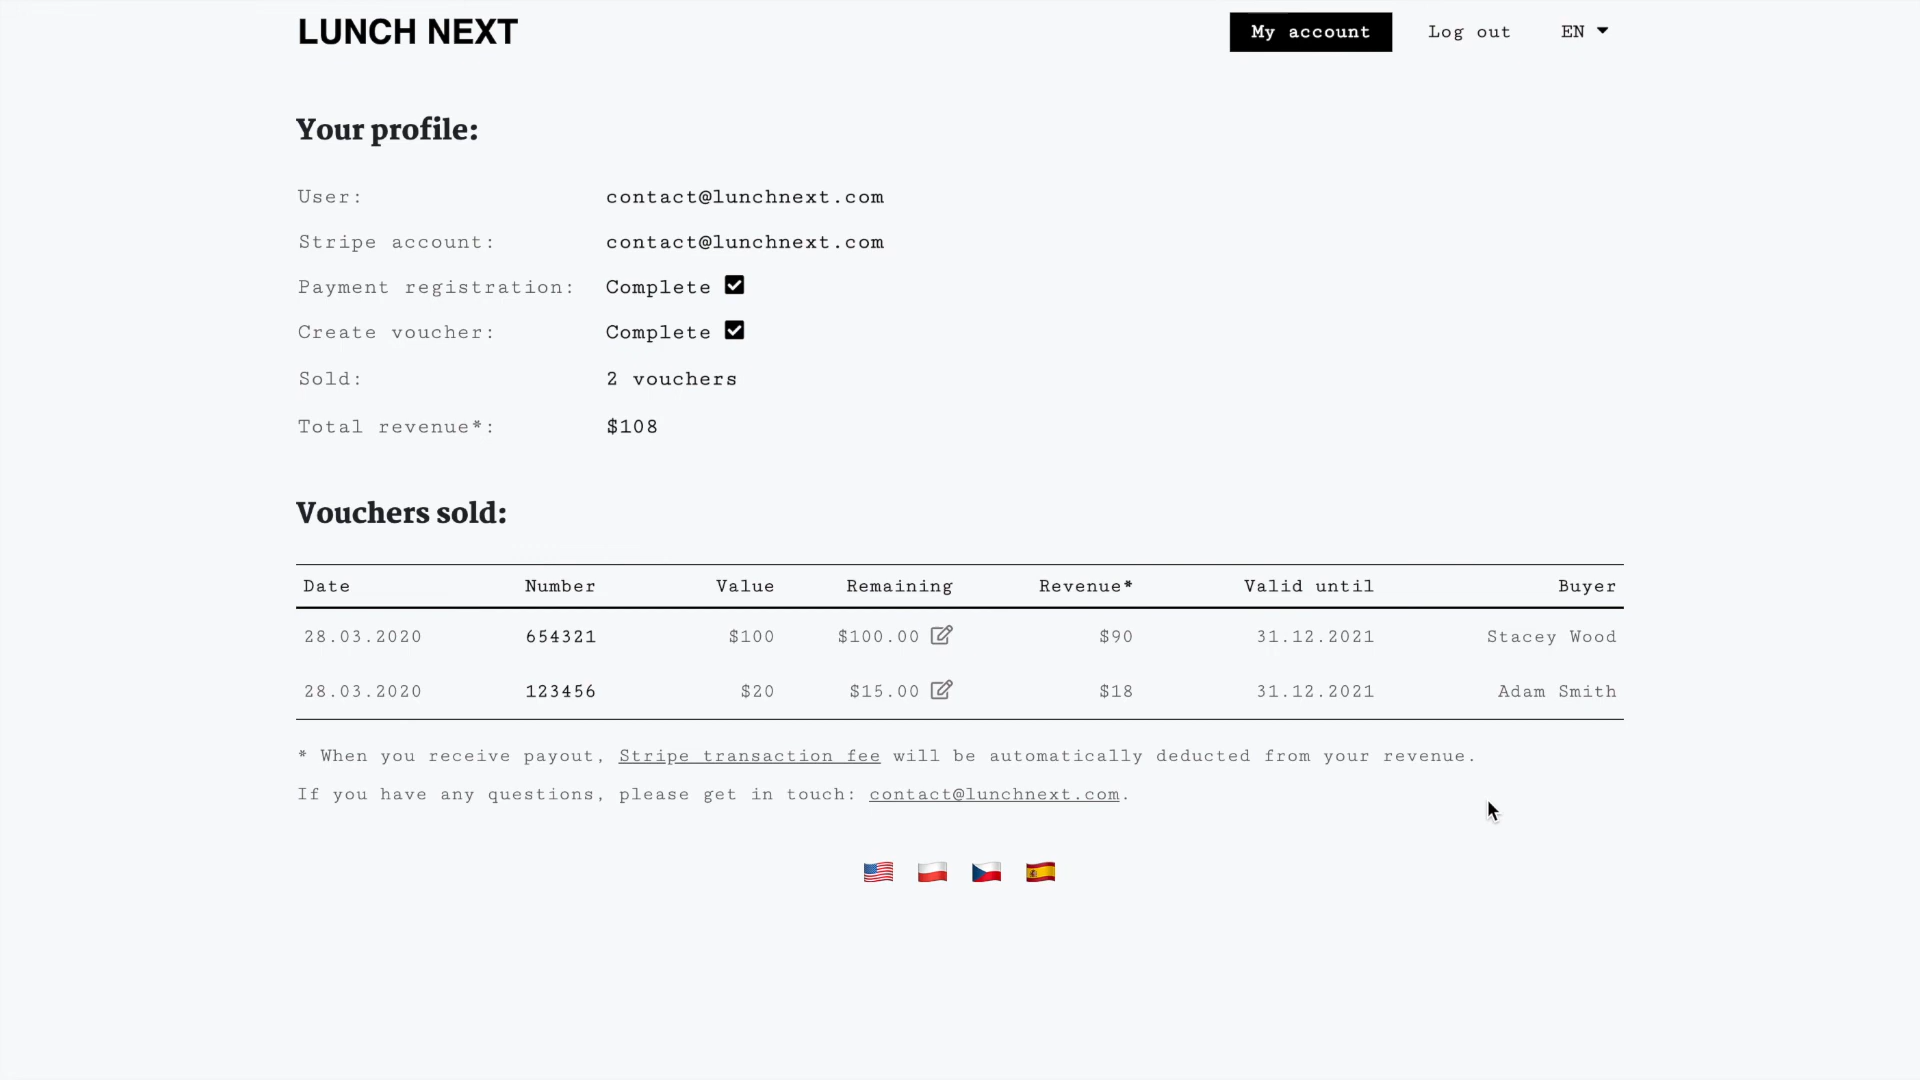 LUNCH NEXT
My account
Log out
EN
Your profile:
User: contact@lunchnext.com
Stripe account: contact@lunchnext.com
Payment registration: Complete
Create voucher: Complete
Sold: 2 vouchers
Total revenue*: $108
Vouchers sold:
Date Number Value Remaining Revenue* Valid until Buyer
28.03.2020 654321 $100 $100.00 $90 31.12.2021 Stacey Wood
28.03.2020 123456 $20 $15.00 $18 31.12.2021 Adam Smith
* When you receive payout, Stripe transaction fee will be automatically deducted from your revenue.
If you have any questions, please get in touch: contact@lunchnext.com.